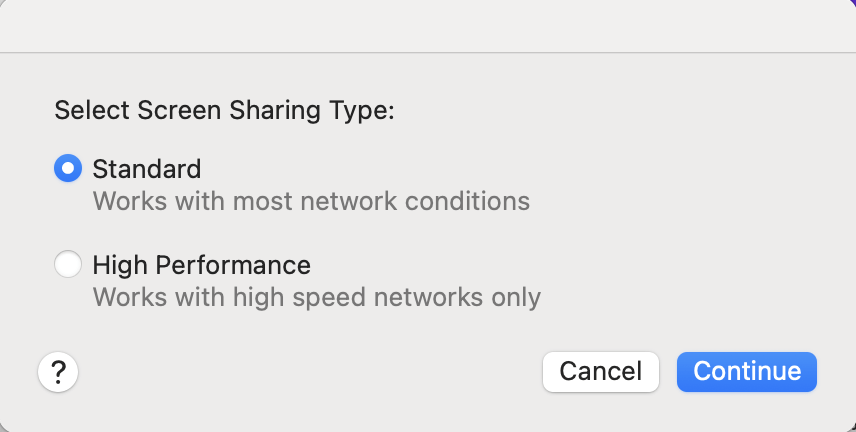 Select Screen Sharing Type:
Standard
Works with most network conditions
High Performance
Works with high speed networks only
?
Cancel
Continue